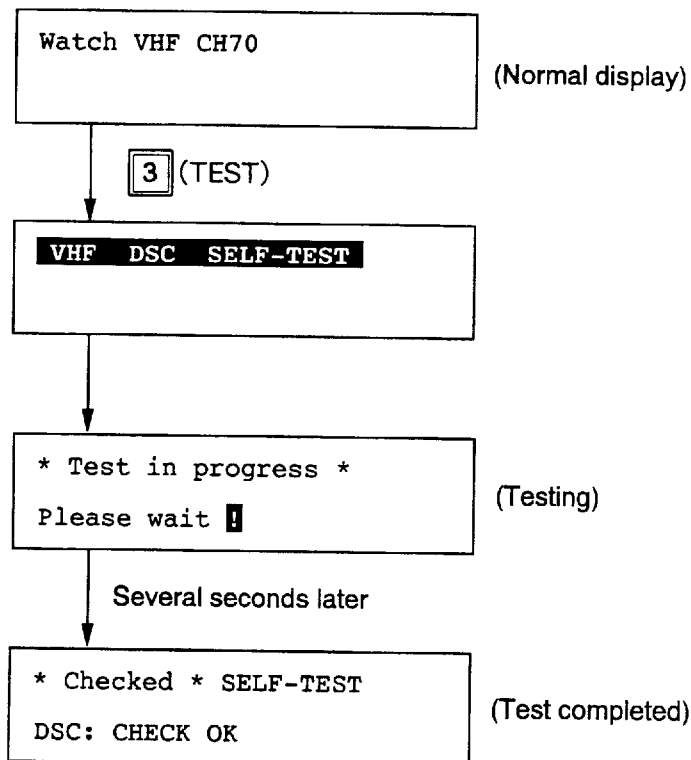 Watch VHF CH70
(Normal display)
3 (TEST)
VHF DSC SELF-TEST
* Test in progress *
Please wait !
(Testing)
Several seconds later
* Checked * SELF-TEST
DSC: CHECK OK
(Test completed)